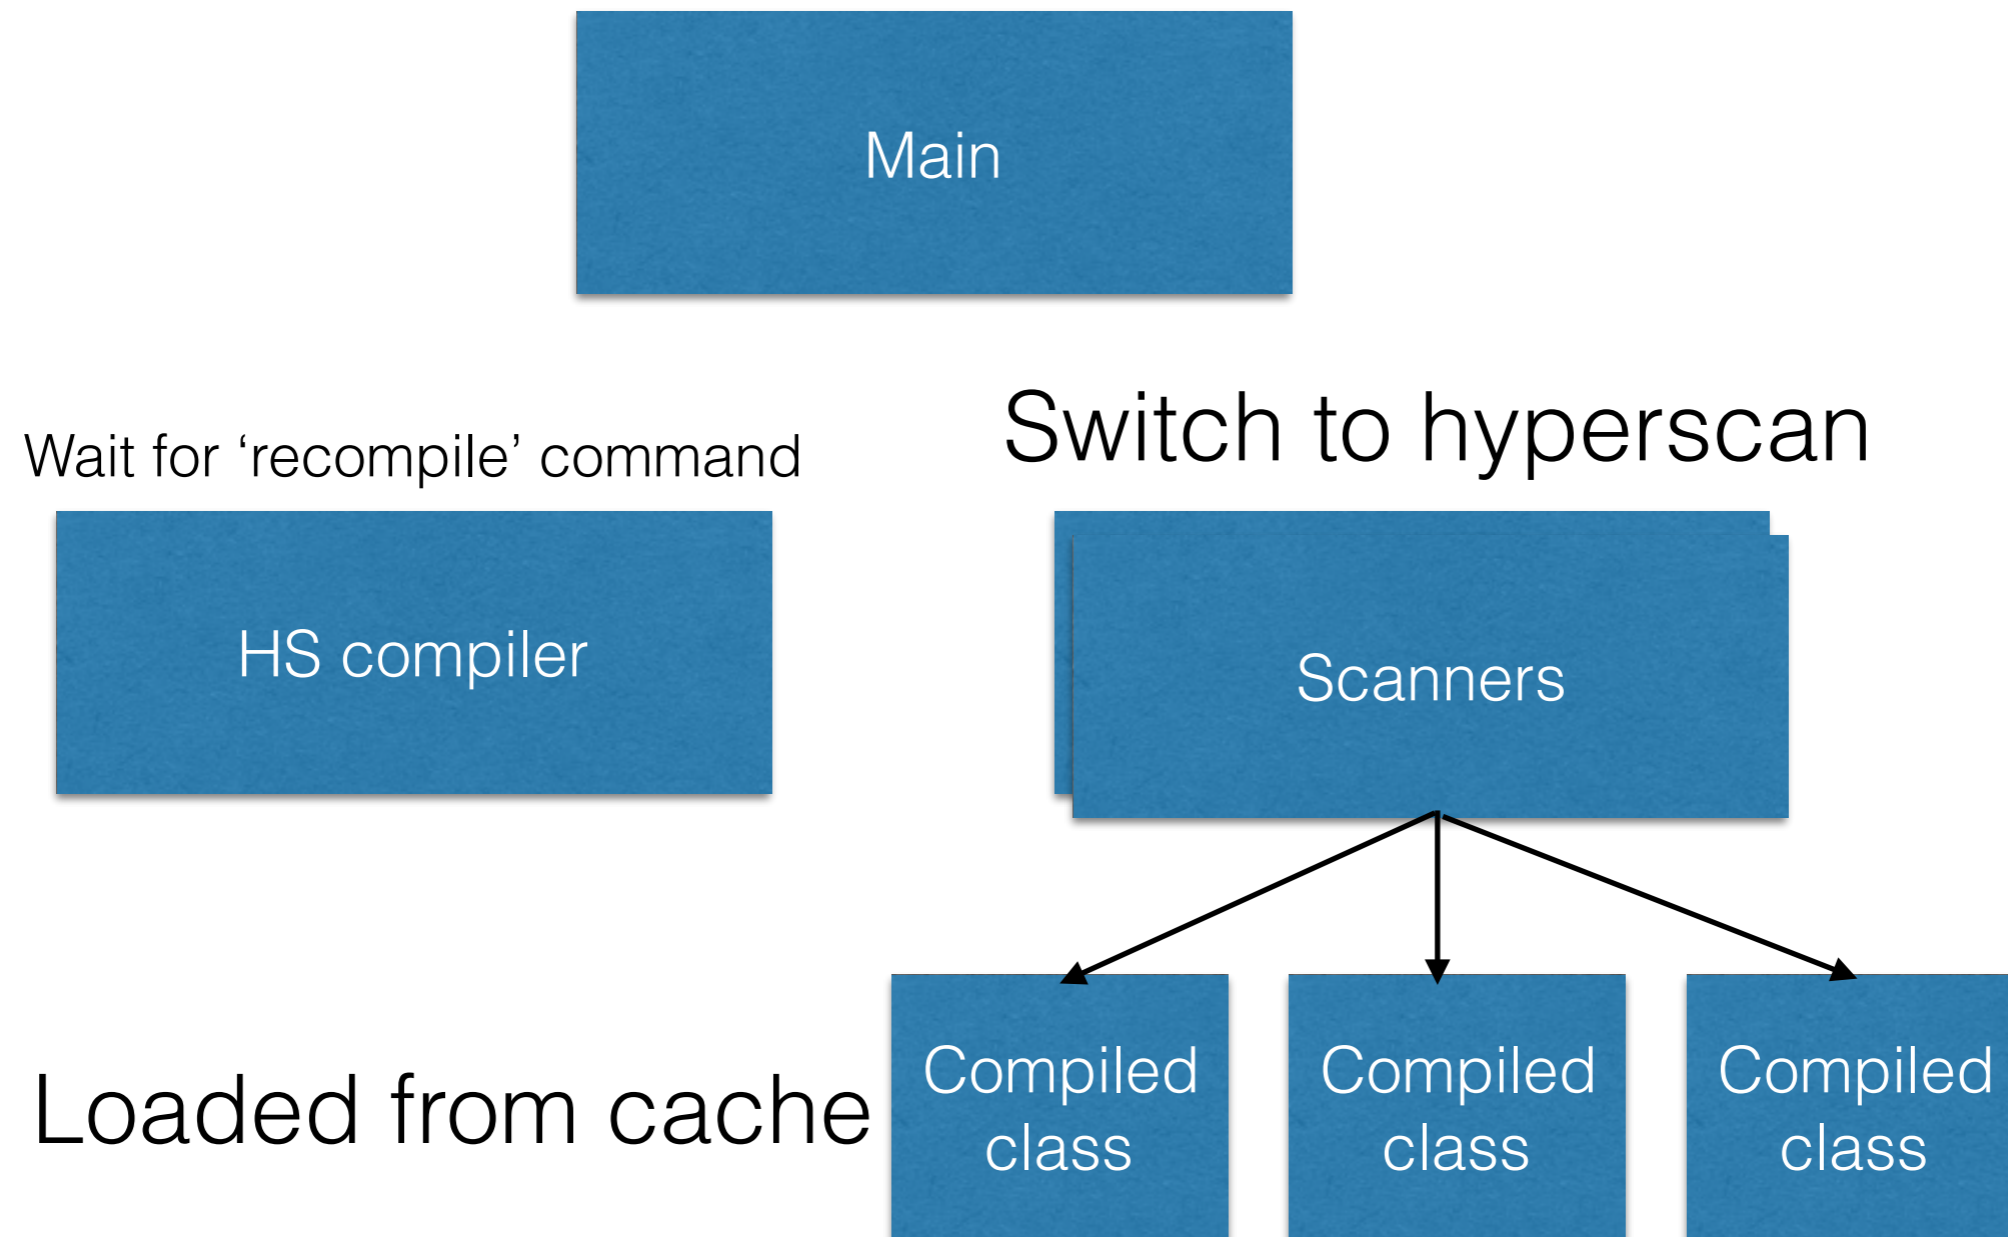 Main
Wait for ‘recompile’ command
Switch to hyperscan
HS compiler
Scanners
Loaded from cache
Compiled
class
Compiled
class
Compiled
class